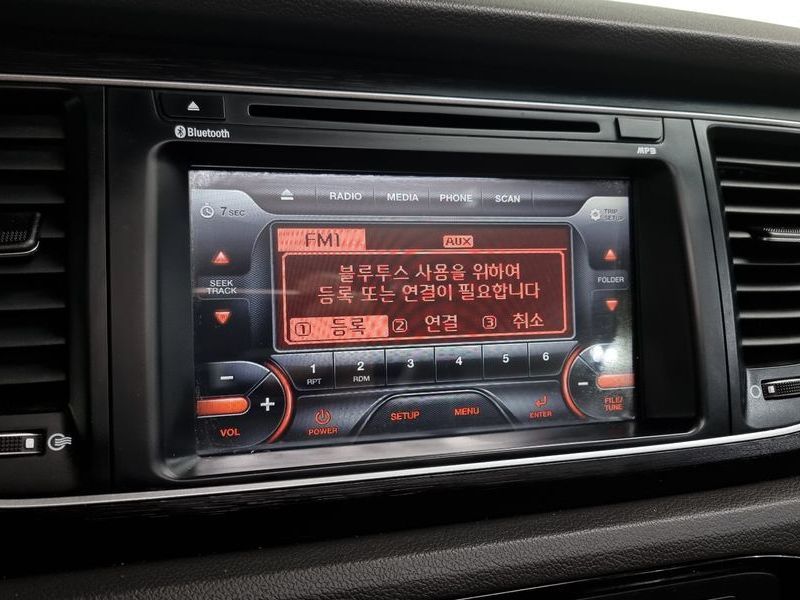 Bluetooth
MP3
RADIO MEDIA PHONE SCAN
7 SEC
TRIP
SETUP
FM1 AUX
블루투스 사용을 위하여
등록 또는 연결이 필요합니다
1 등록 2 연결 3 취소
SEEK
TRACK
FOLDER
1 2 3 4 5 6
RPT RDM
− +
VOL
POWER
SETUP MENU
ENTER
−
FILE/
TUNE